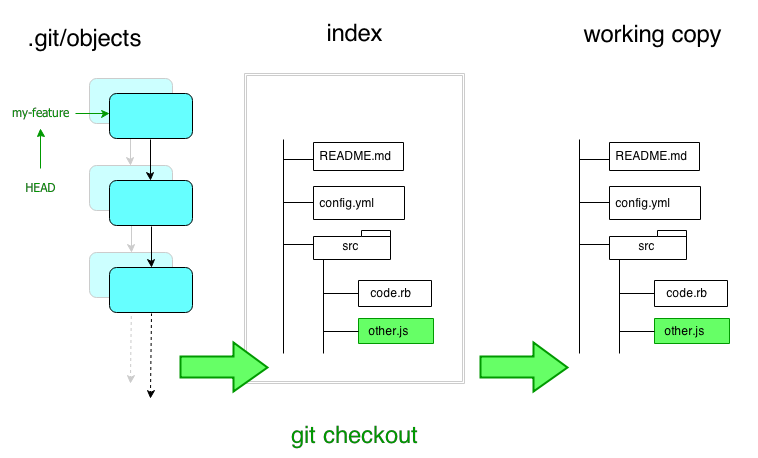 .git/objects
index
working copy
my-feature
HEAD
README.md
config.yml
src
code.rb
other.js
README.md
config.yml
src
code.rb
other.js
git checkout